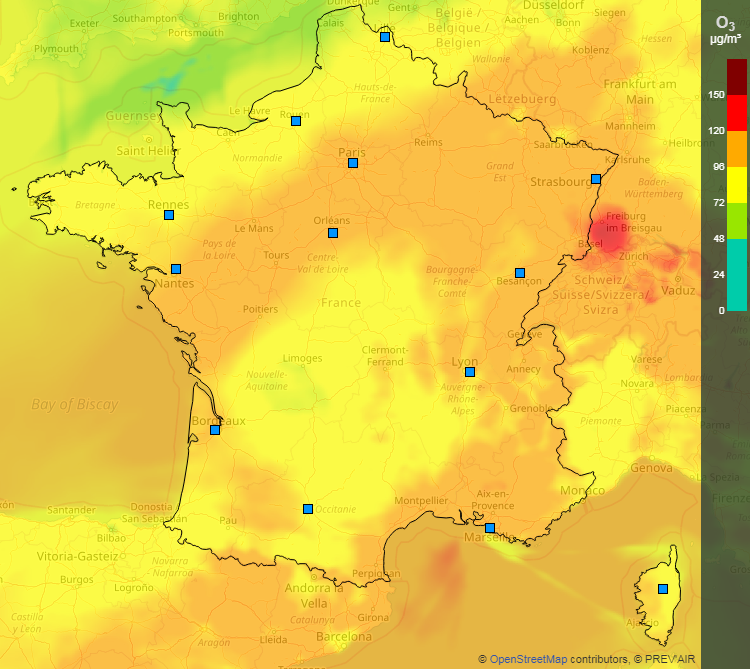 Dunkerque
Düsseldorf
Southampton
Brighton
Calais
Gent
België /
Belgique /
Belgien
Siegen
Exeter
Portsmouth
Aachen
Bonn
Plymouth
Koblenz
Hessen
Wallonie
O₃
µg/m³
Frankfurt am
Main
Hauts-de-
France
Lëtzebuerg
150
Guernsey
Le Havre
Rouen
Caen
Mannheim
120
Saint Helier
Reims
Saarbrücken
Heilbronn
Normandie
Paris
Karlsruhe
96
Grand
Est
Strasbourg
Baden-
Württemberg
72
Bretagne
Rennes
Le Mans
Orléans
Freiburg
im Breisgau
48
Pays de
la Loire
Tours
Centre-
Val de Loire
Basel
Zürich
24
Nantes
Bourgogne-
Franche-
Comté
Besançon
Schweiz/
Suisse/Svizzera/
Svizra
Vaduz
0
Poitiers
France
Genève
Limoges
Clermont-
Ferrand
Lyon
Annecy
Varese
Nouvelle-
Aquitaine
Auvergne-
Rhône-
Alpes
Novara
Lombardia
Bay of Biscay
Grenoble
Piacenza
Bordeaux
Piemonte
Parma
Genova
La Spezia
Montpellier
Aix-en-
Provence
Monaco
Firenze
Santander
Donostia
San Sebastián
Pau
Occitanie
Bilbao
Marseille
Vitoria-Gasteiz
Navarra
Nafarroa
Burgos
Logroño
Perpignan
Andorra la
Vella
Castilla
y León
Catalunya
Girona
Ajaccio
Aragón
Lleida
Barcelona
Tarragona
© OpenStreetMap contributors, © PREV'AIR